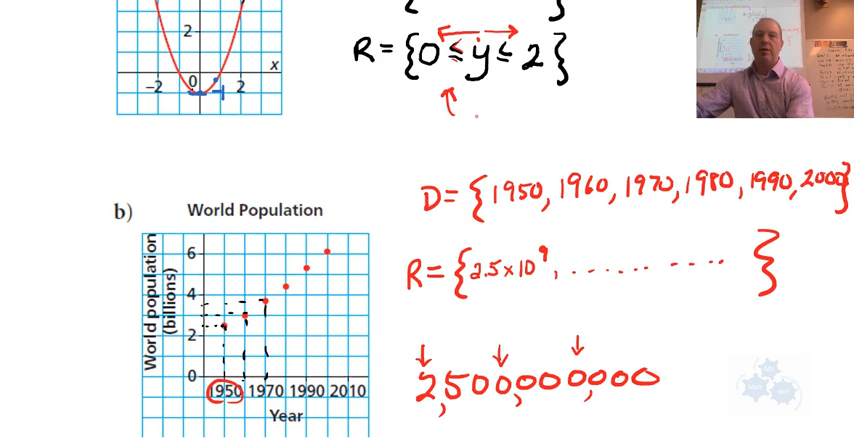 2
R = {0 ≤ y ≤ 2}
x
-2 0 2
-1
D = {1950, 1960, 1970, 1980, 1990, 2000}
b) World Population
World population
(billions)
6
4
2
0
1950 1970 1990 2010
Year
R = {2.5 x 10⁹, ..... ....}
2,500,000,000